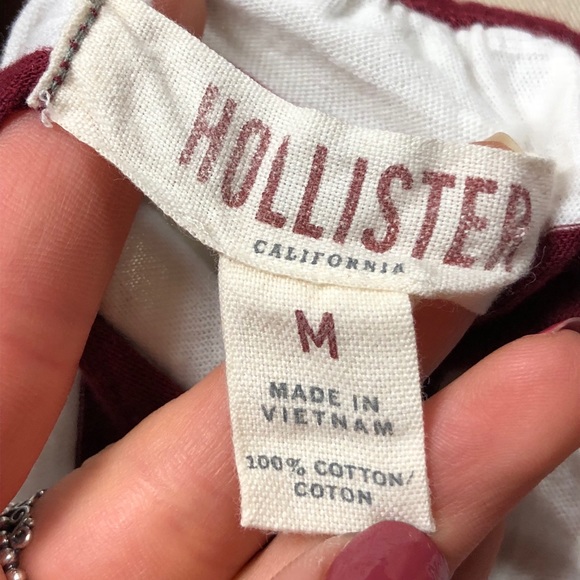 HOLLISTER
CALIFORNIA
M
MADE IN
VIETNAM
100% COTTON/
COTON